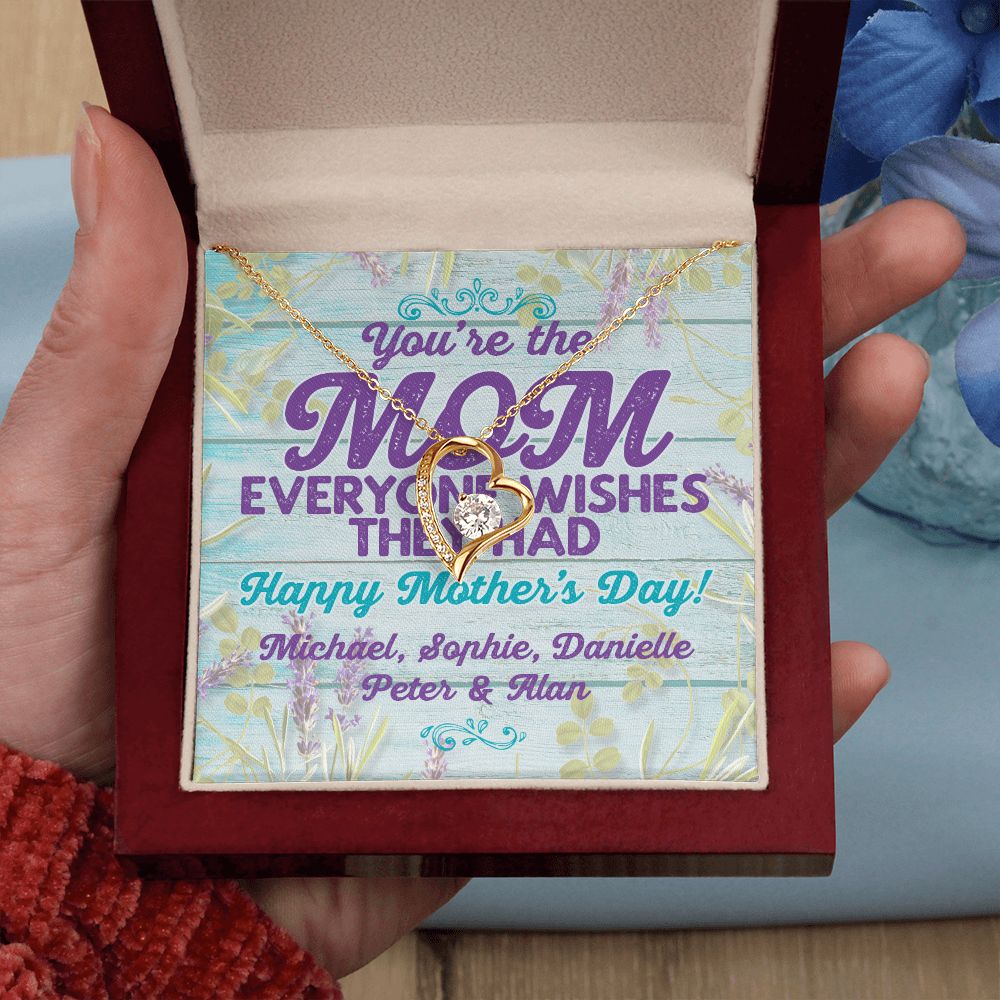 You're the
MOM
EVERYONE WISHES
THEY HAD
Happy Mother's Day!
Michael, Sophie, Danielle
Peter & Alan